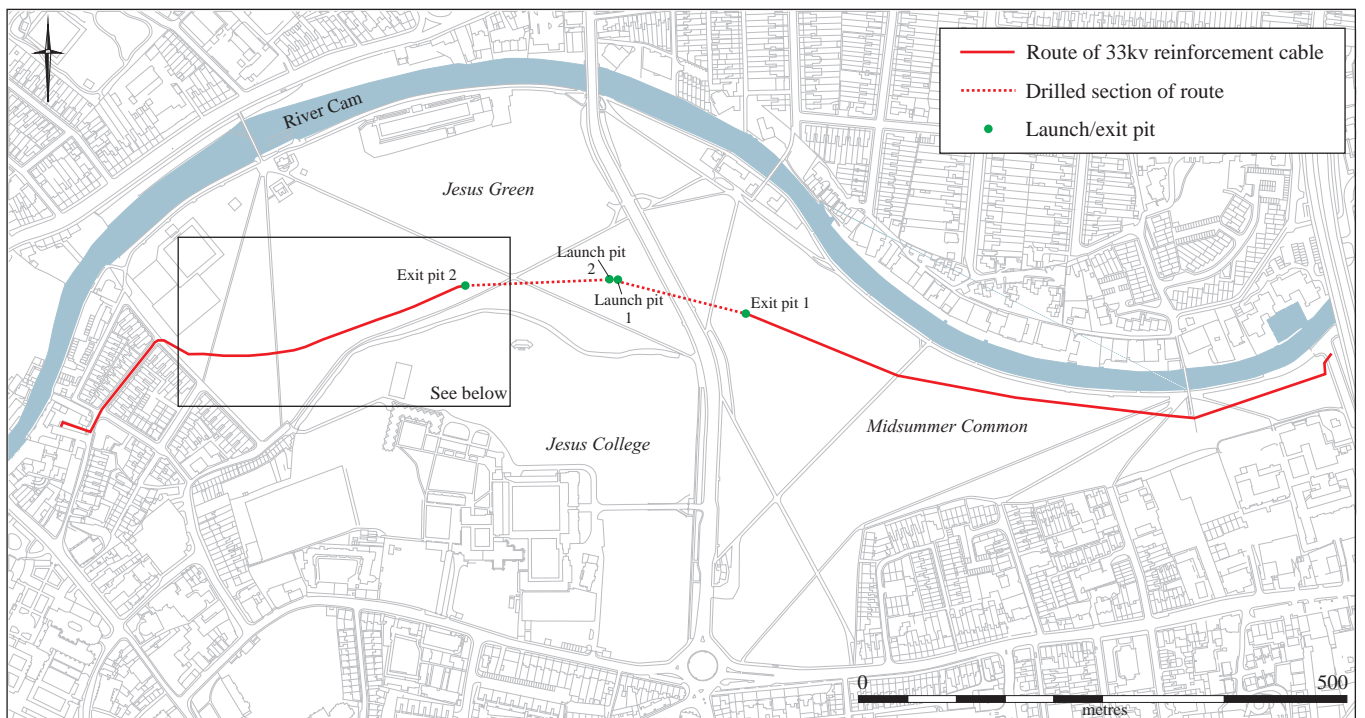 Route of 33kv reinforcement cable
Drilled section of route
Launch/exit pit
River Cam
Jesus Green
Launch pit
2
Exit pit 2
Launch pit
1
Exit pit 1
See below
Midsummer Common
Jesus College
0
500
metres